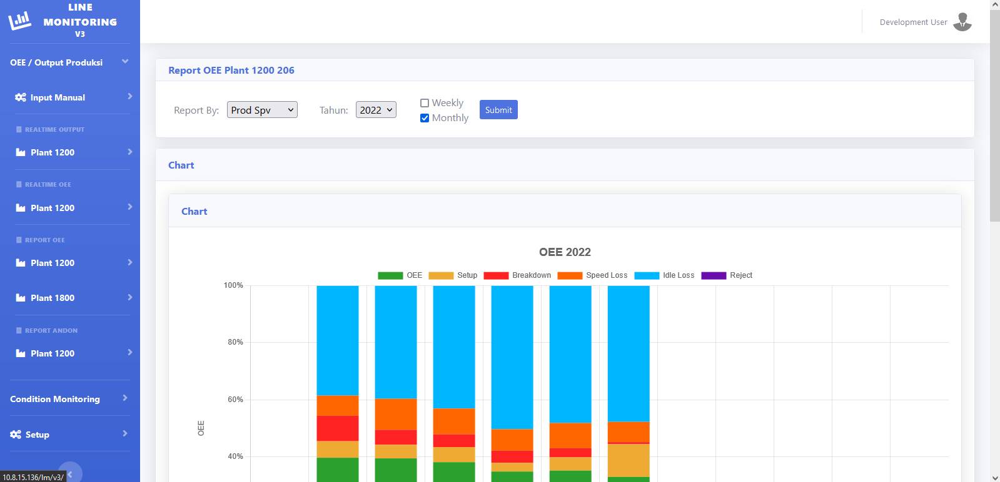 LINE
MONITORING
V3
Development User
OEE / Output Produksi
Input Manual
REALTIME OUTPUT
Plant 1200
REALTIME OEE
Plant 1200
REPORT OEE
Plant 1200
Plant 1800
REPORT ANDON
Plant 1200
Condition Monitoring
Setup
10.8.15.136/lm/v3/
Report OEE Plant 1200 206
Report By: Prod Spv Tahun: 2022 Weekly Submit
Monthly
Chart
Chart
OEE 2022
OEE Setup Breakdown Speed Loss Idle Loss Reject
100%
80%
60%
OEE
40%